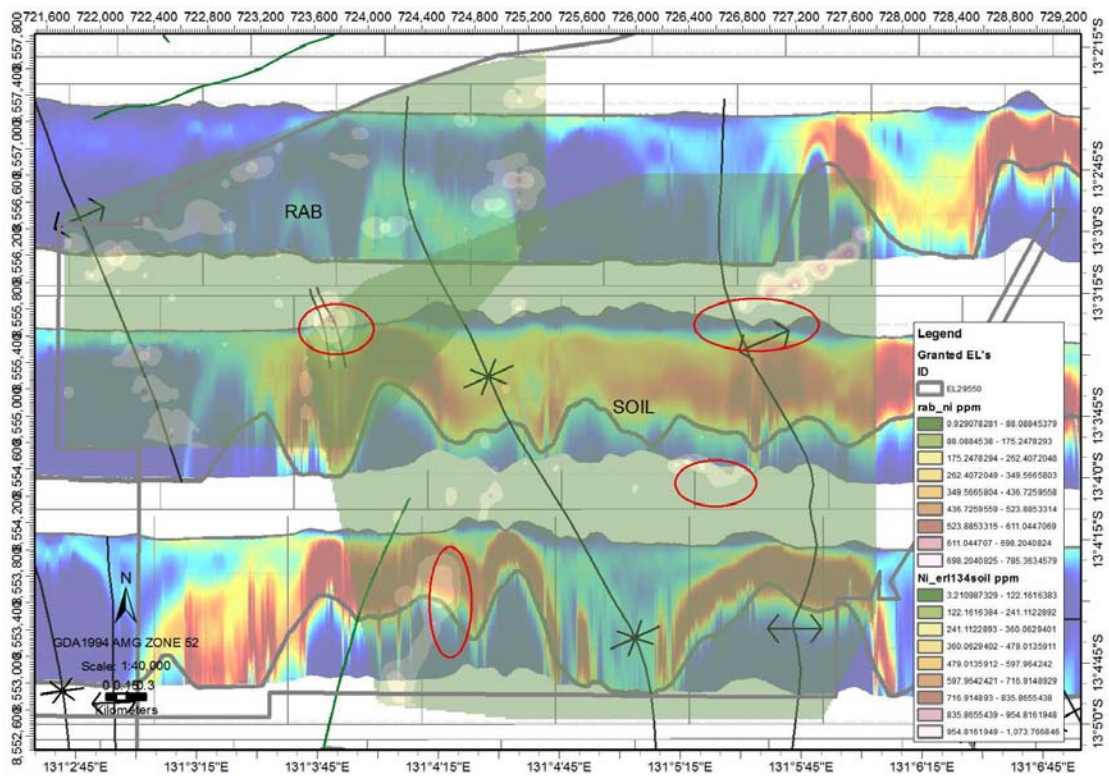 721,600 722,000 722,400 722,800 723,200 723,600 724,000 724,400 724,800 725,200 725,600 726,000 726,400 726,800 727,200 727,600 728,000 728,400 728,800 729,200
13°2'15"S
13°2'45"S
RAB
13°3'0"S
13°3'15"S
SOIL
13°3'45"S
13°4'0"S
13°4'15"S
13°4'45"S
13°5'0"S
Legend
Granted EL's
ID
EL29550
rab_ni ppm
0.929078281 - 88.08845379
88.0884538 - 175.2478293
175.2478294 - 262.4072048
262.4072049 - 349.5665803
349.5665804 - 436.7259558
436.7259559 - 523.8853314
523.8853315 - 611.0447069
611.044707 - 698.2040824
698.2040825 - 785.3634579
Ni_erl134soil ppm
3.210987329 - 122.1616383
122.1616384 - 241.1122892
241.1122893 - 360.0629401
360.0629402 - 479.0135911
479.0135912 - 597.964242
597.9642421 - 716.9148929
716.914893 - 835.8655438
835.8655439 - 954.8161948
954.8161949 - 1,073.766846
N
GDA1994 AMG ZONE 52
Scale: 1:40,000
Kilometers
131°2'45"E 131°3'15"E 131°3'45"E 131°4'15"E 131°4'45"E 131°5'15"E 131°5'45"E 131°6'15"E 131°6'45"E